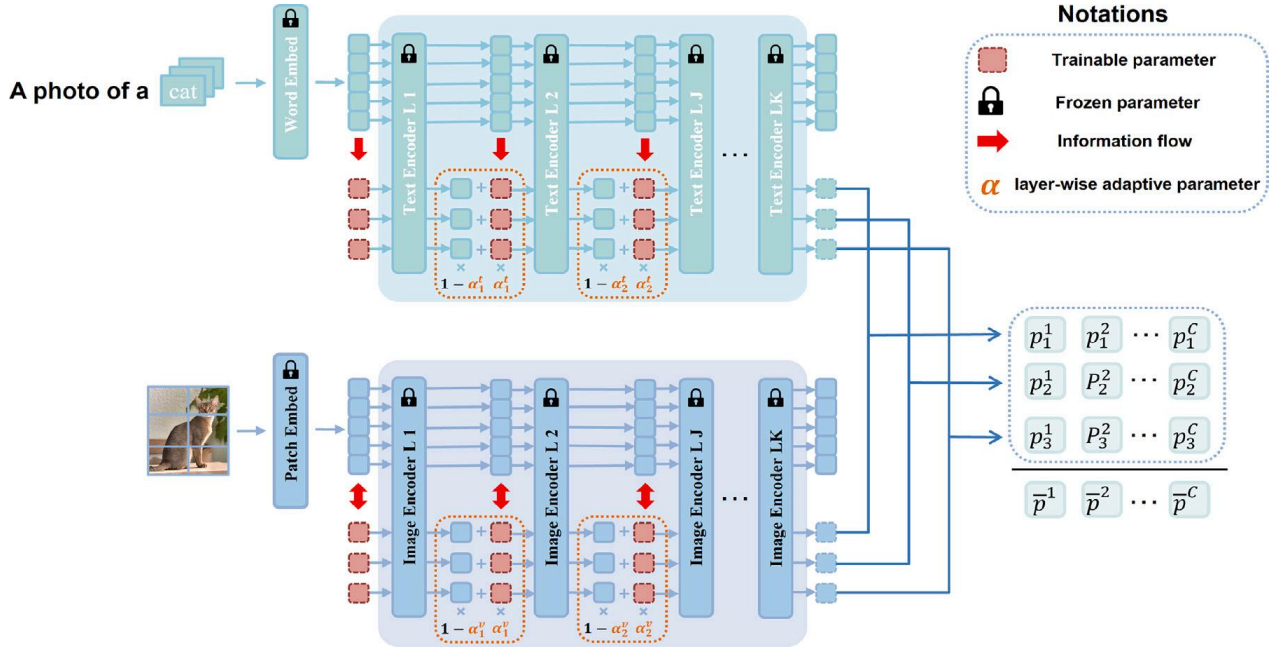 Notations
Trainable parameter
Frozen parameter
Information flow
α layer-wise adaptive parameter
A photo of a cat
Word Embed
Text Encoder L 1
Text Encoder L 2
Text Encoder L J
...
Text Encoder LK
+ + + +
+ +
× × × ×
1 − α₁ᵗ α₁ᵗ 1 − α₂ᵗ α₂ᵗ
Patch Embed
Image Encoder L 1
Image Encoder L 2
Image Encoder L J
...
Image Encoder LK
+ + + +
+ +
× × × ×
1 − α₁ᵛ α₁ᵛ 1 − α₂ᵛ α₂ᵛ
p₁¹ p₁² ... p₁ᶜ
p₂¹ P₂² ... p₂ᶜ
p₃¹ P₃² ... p₃ᶜ
p̅¹ p̅² ... p̅ᶜ